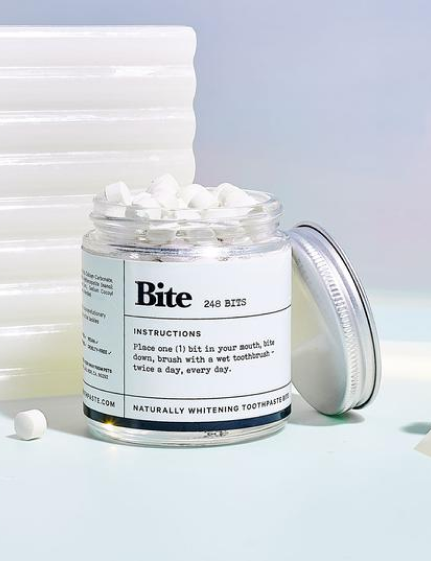 Bite 248 BITS
INSTRUCTIONS
Place one (1) bit in your mouth, bite
down, brush with a wet toothbrush -
twice a day, every day.
NATURALLY WHITENING TOOTHPASTE BITS